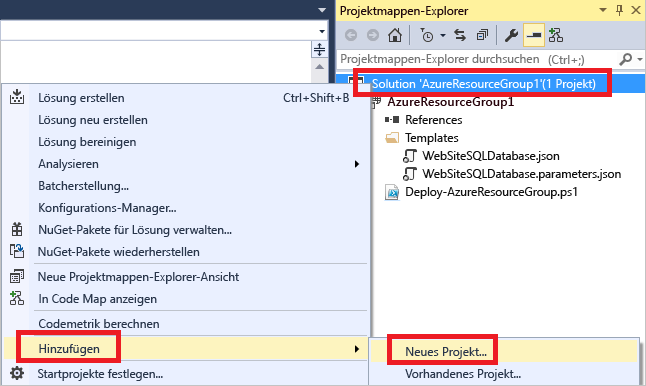 Projektmappen-Explorer
Projektmappen-Explorer durchsuchen (Ctrl+;)
Solution 'AzureResourceGroup1'(1 Projekt)
AzureResourceGroup1
References
Templates
WebSiteSQLDatabase.json
WebSiteSQLDatabase.parameters.json
Deploy-AzureResourceGroup.ps1
Lösung erstellen Ctrl+Shift+B
Lösung neu erstellen
Lösung bereinigen
Analysieren
Batcherstellung...
Konfigurations-Manager...
NuGet-Pakete für Lösung verwalten...
NuGet-Pakete wiederherstellen
Neue Projektmappen-Explorer-Ansicht
In Code Map anzeigen
Codemetrik berechnen
Hinzufügen
Startprojekte festlegen...
Neues Projekt...
Vorhandenes Projekt...